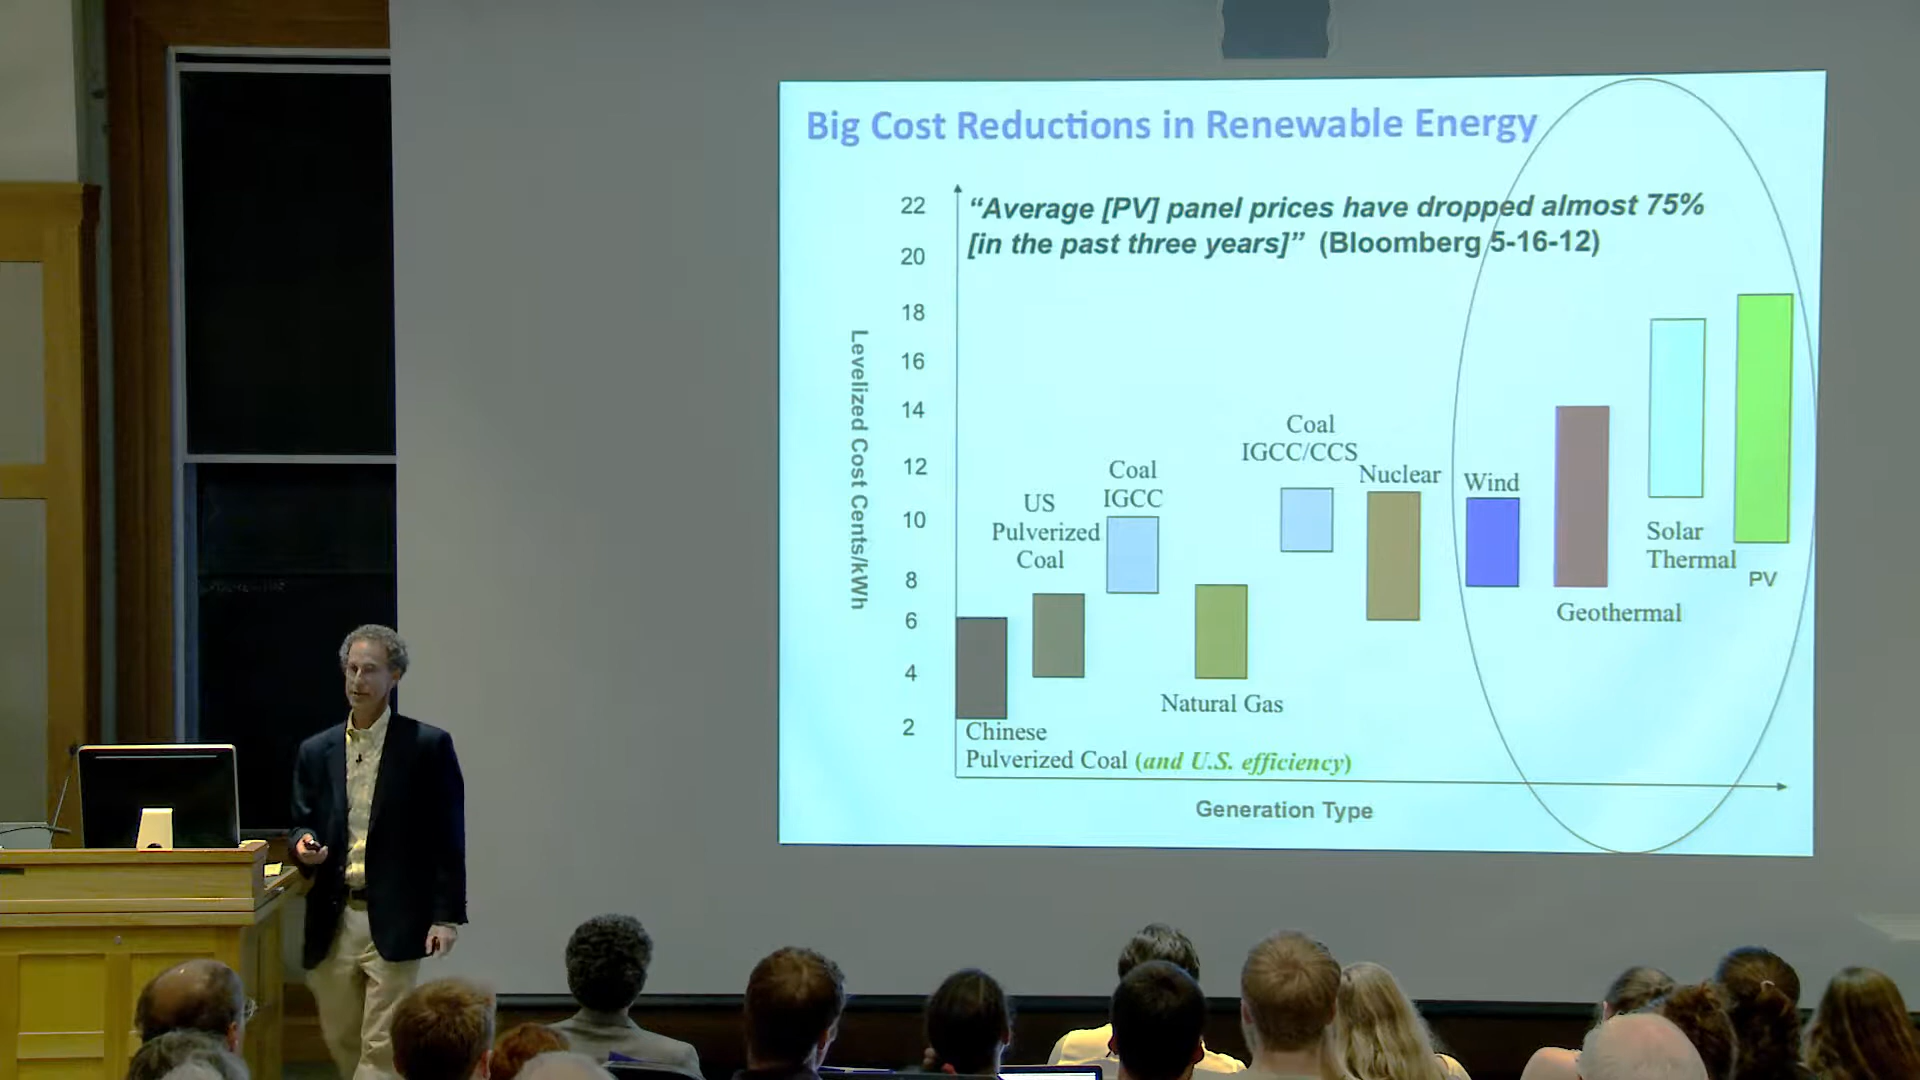 Big Cost Reductions in Renewable Energy
“Average [PV] panel prices have dropped almost 75%
[in the past three years]” (Bloomberg 5-16-12)
22
20
18
16
14
12
10
8
6
4
2
Levelized Cost Cents/kWh
Chinese
Pulverized Coal (and U.S. efficiency)
US
Pulverized
Coal
Coal
IGCC
Natural Gas
Coal
IGCC/CCS
Nuclear
Wind
Geothermal
Solar
Thermal
PV
Generation Type